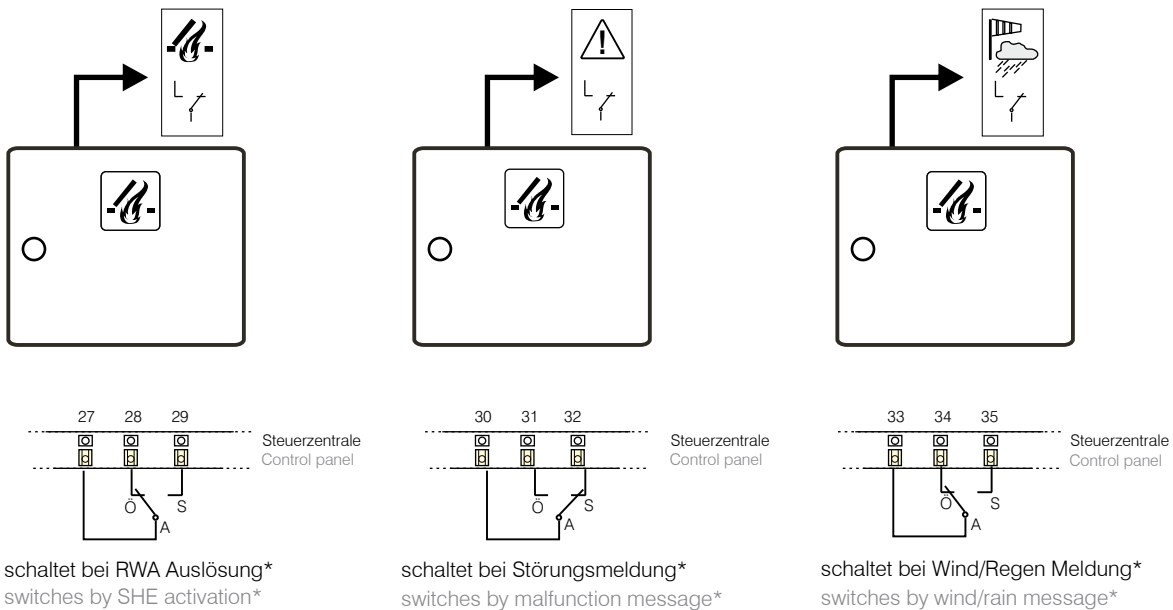 L
L
L
27 28 29
Steuerzentrale
Control panel
Ö
S
A
30 31 32
Steuerzentrale
Control panel
Ö
S
A
33 34 35
Steuerzentrale
Control panel
Ö
S
A
schaltet bei RWA Auslösung*
switches by SHE activation*
schaltet bei Störungsmeldung*
switches by malfunction message*
schaltet bei Wind/Regen Meldung*
switches by wind/rain message*